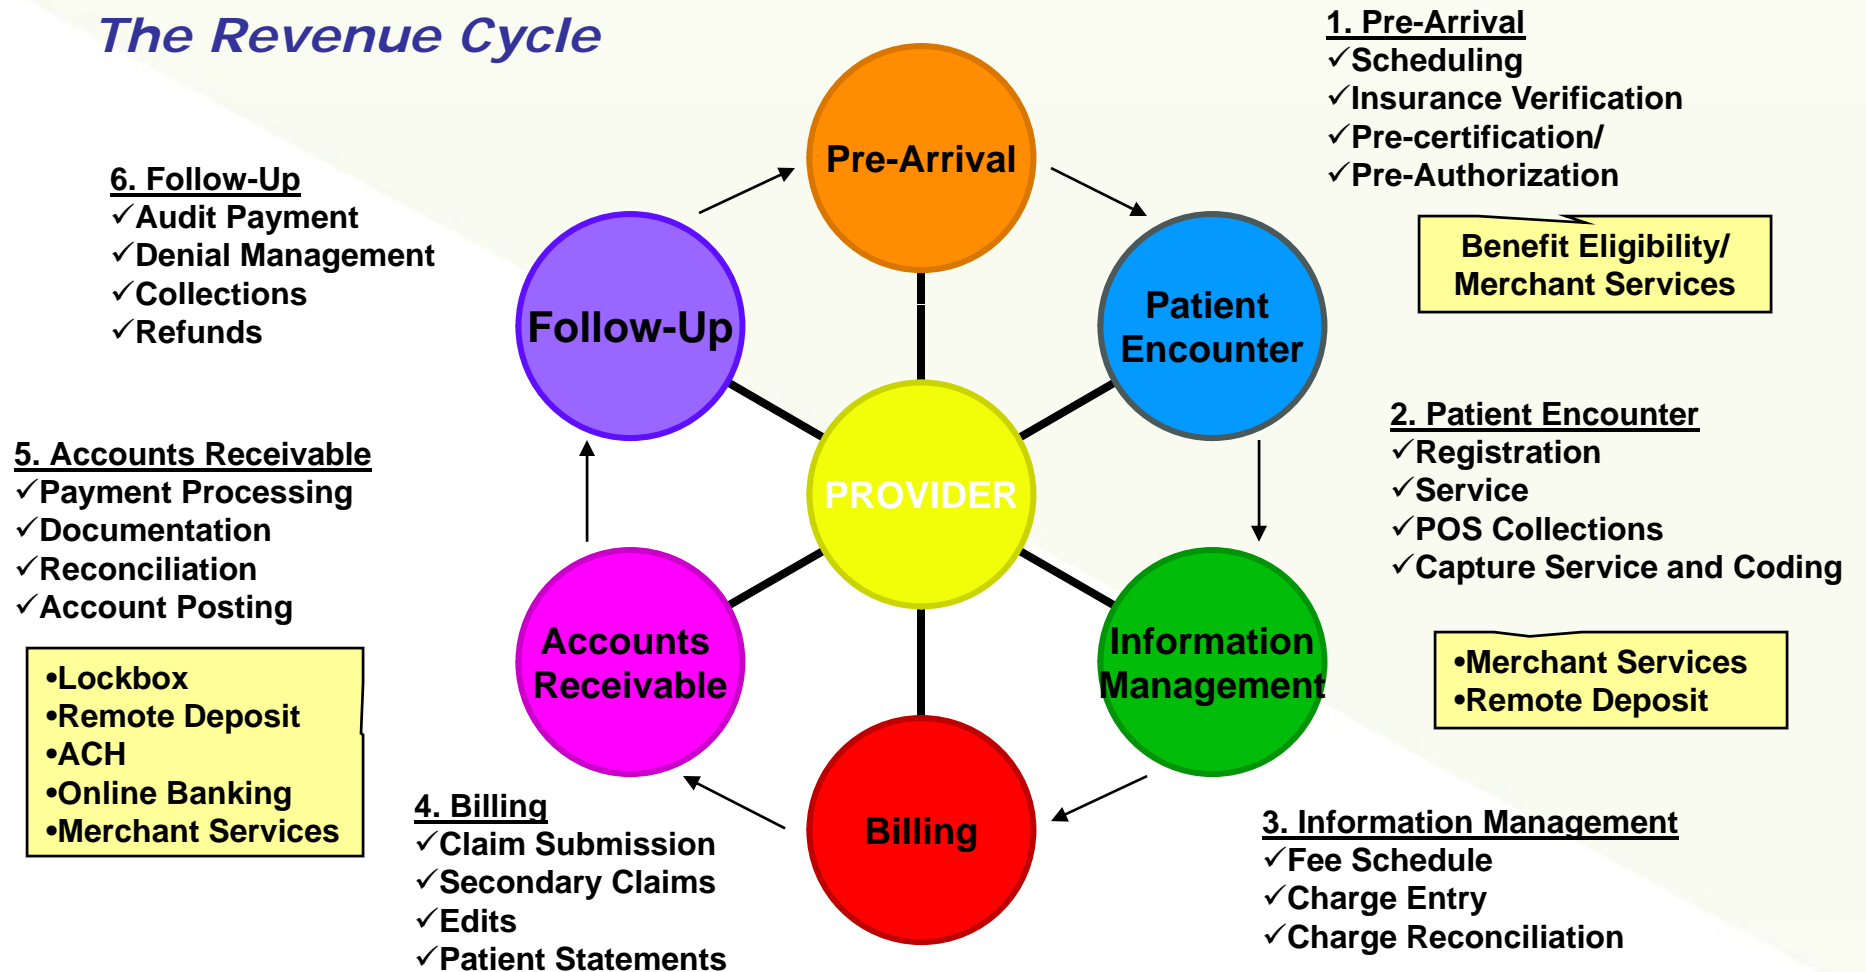 The Revenue Cycle
1. Pre-Arrival
✓Scheduling
✓Insurance Verification
✓Pre-certification/
✓Pre-Authorization
Benefit Eligibility/
Merchant Services
2. Patient Encounter
✓Registration
✓Service
✓POS Collections
✓Capture Service and Coding
•Merchant Services
•Remote Deposit
3. Information Management
✓Fee Schedule
✓Charge Entry
✓Charge Reconciliation
4. Billing
✓Claim Submission
✓Secondary Claims
✓Edits
✓Patient Statements
5. Accounts Receivable
✓Payment Processing
✓Documentation
✓Reconciliation
✓Account Posting
•Lockbox
•Remote Deposit
•ACH
•Online Banking
•Merchant Services
6. Follow-Up
✓Audit Payment
✓Denial Management
✓Collections
✓Refunds
Pre-Arrival
Patient
Encounter
Information
Management
Billing
Accounts
Receivable
Follow-Up
PROVIDER